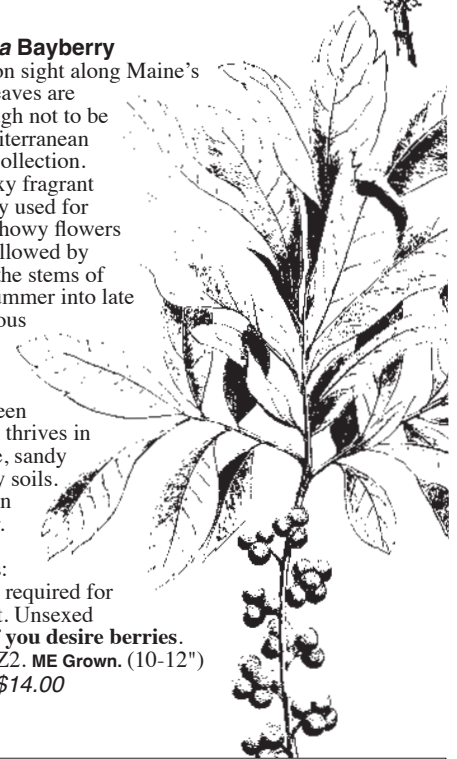 a Bayberry
on sight along Maine's
eaves are
gh not to be
iterranean
ollection.
xy fragrant
y used for
howy flowers
llowed by
the stems of
ummer into late
ous
een
thrives in
e, sandy
y soils.
n
.
s:
required for
t. Unsexed
f you desire berries.
Z2. ME Grown. (10-12")
$14.00